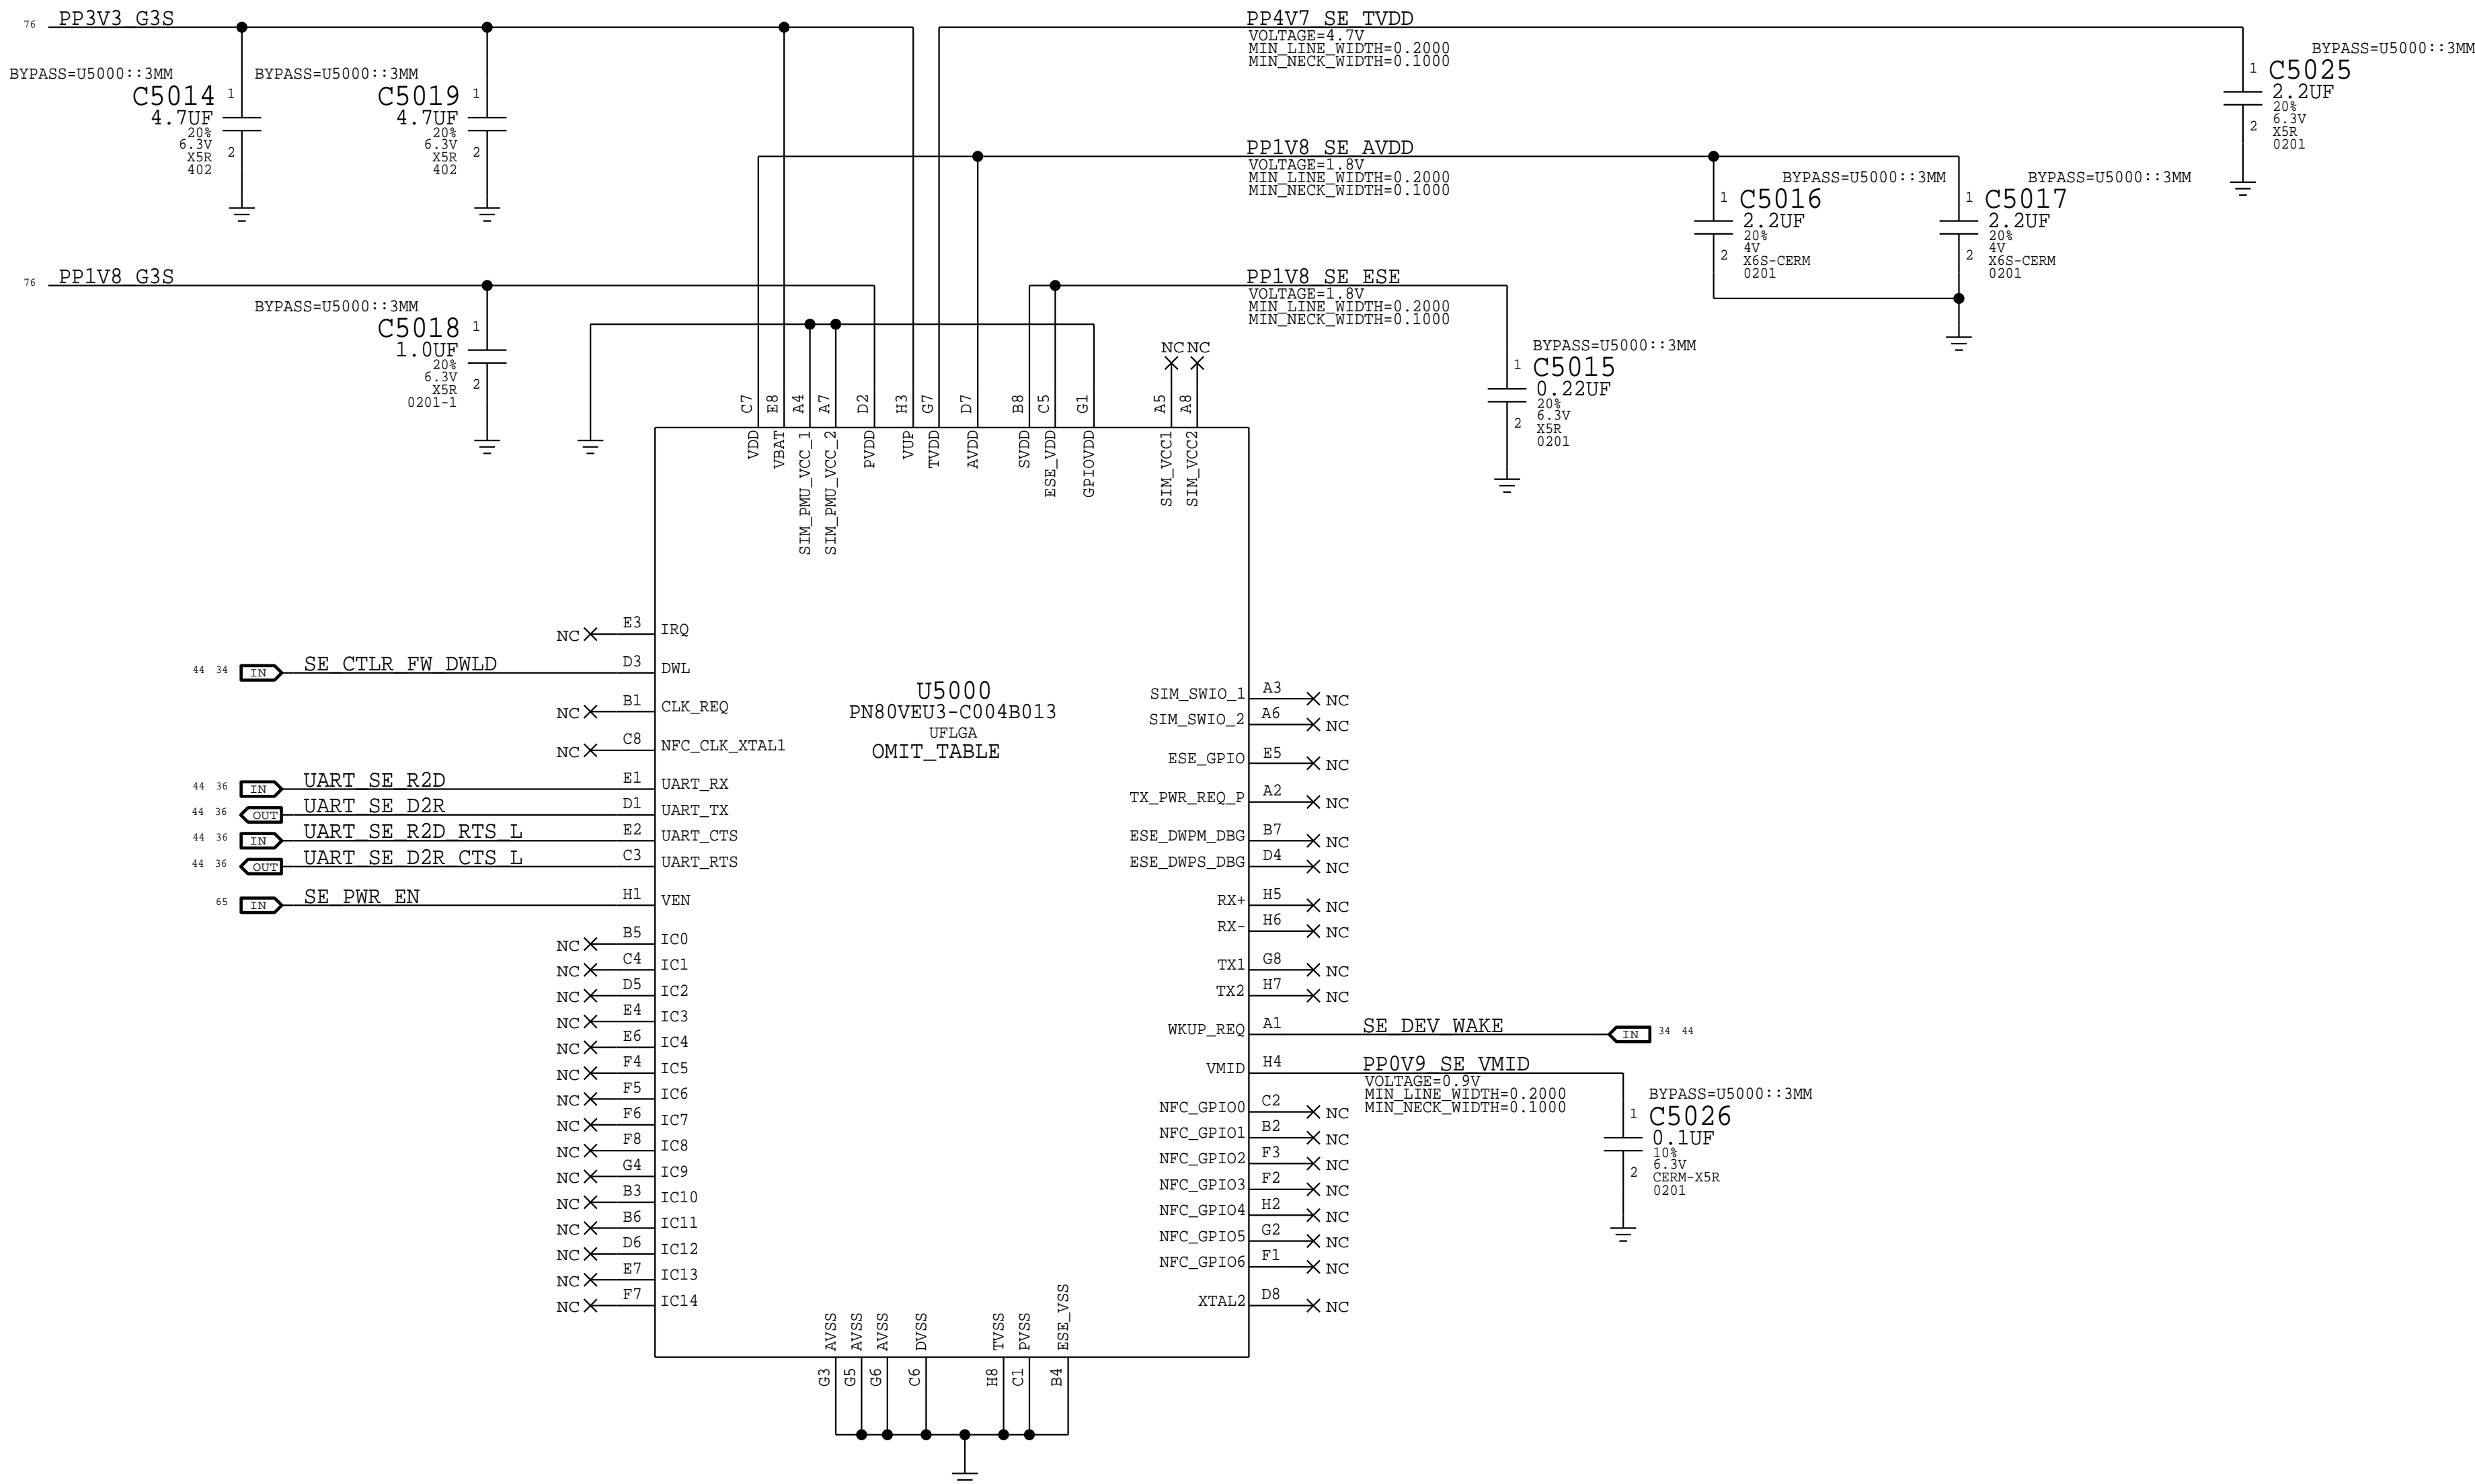 76 PP3V3_G3S
PP4V7_SE_TVDD
VOLTAGE=4.7V
MIN_LINE_WIDTH=0.2000
MIN_NECK_WIDTH=0.1000
BYPASS=U5000::3MM
1 C5014
4.7UF
20%
6.3V
X5R
402
2
BYPASS=U5000::3MM
1 C5019
4.7UF
20%
6.3V
X5R
402
2
BYPASS=U5000::3MM
1 C5025
2.2UF
20%
6.3V
X5R
0201
2
PP1V8_SE_AVDD
VOLTAGE=1.8V
MIN_LINE_WIDTH=0.2000
MIN_NECK_WIDTH=0.1000
BYPASS=U5000::3MM
1 C5016
2.2UF
20%
4V
X6S-CERM
0201
2
BYPASS=U5000::3MM
1 C5017
2.2UF
20%
4V
X6S-CERM
0201
2
76 PP1V8_G3S
BYPASS=U5000::3MM
C5018 1
1.0UF
20%
6.3V
X5R
0201-1
2
PP1V8_SE_ESE
VOLTAGE=1.8V
MIN_LINE_WIDTH=0.2000
MIN_NECK_WIDTH=0.1000
BYPASS=U5000::3MM
1 C5015
0.22UF
20%
6.3V
X5R
0201
2
NC NC
C7 E8 A4 A7 D2 H3 G7 D7 B8 C5 G1 A5 A8
VDD
VBAT
SIM_PMU_VCC_1
SIM_PMU_VCC_2
PVDD
VUP
TVDD
AVDD
SVDD
ESE_VDD
GPIOVDD
SIM_VCC1
SIM_VCC2
U5000
PN80VEU3-C004B013
UFLGA
OMIT_TABLE
NC E3 IRQ
44 34 IN SE_CTLR_FW_DWLD D3 DWL
NC B1 CLK_REQ
NC C8 NFC_CLK_XTAL1
44 36 IN UART_SE_R2D E1 UART_RX
44 36 OUT UART_SE_D2R D1 UART_TX
44 36 IN UART_SE_R2D_RTS_L E2 UART_CTS
44 36 OUT UART_SE_D2R_CTS_L C3 UART_RTS
65 IN SE_PWR_EN H1 VEN
NC B5 IC0
NC C4 IC1
NC D5 IC2
NC E4 IC3
NC E6 IC4
NC F4 IC5
NC F5 IC6
NC F6 IC7
NC F8 IC8
NC G4 IC9
NC B3 IC10
NC B6 IC11
NC D6 IC12
NC E7 IC13
NC F7 IC14
SIM_SWIO_1 A3 NC
SIM_SWIO_2 A6 NC
ESE_GPIO E5 NC
TX_PWR_REQ_P A2 NC
ESE_DWPM_DBG B7 NC
ESE_DWPS_DBG D4 NC
RX+ H5 NC
RX- H6 NC
TX1 G8 NC
TX2 H7 NC
WKUP_REQ A1 SE_DEV_WAKE IN 34 44
VMID H4 PP0V9_SE_VMID
VOLTAGE=0.9V
MIN_LINE_WIDTH=0.2000
MIN_NECK_WIDTH=0.1000
BYPASS=U5000::3MM
1 C5026
0.1UF
10%
6.3V
CERM-X5R
0201
2
NFC_GPIO0 C2 NC
NFC_GPIO1 B2 NC
NFC_GPIO2 F3 NC
NFC_GPIO3 F2 NC
NFC_GPIO4 H2 NC
NFC_GPIO5 G2 NC
NFC_GPIO6 F1 NC
XTAL2 D8 NC
AVSS
AVSS
AVSS
DVSS
TVSS
PVSS
ESE_VSS
G3 G5 G6 C6 H8 C1 B4